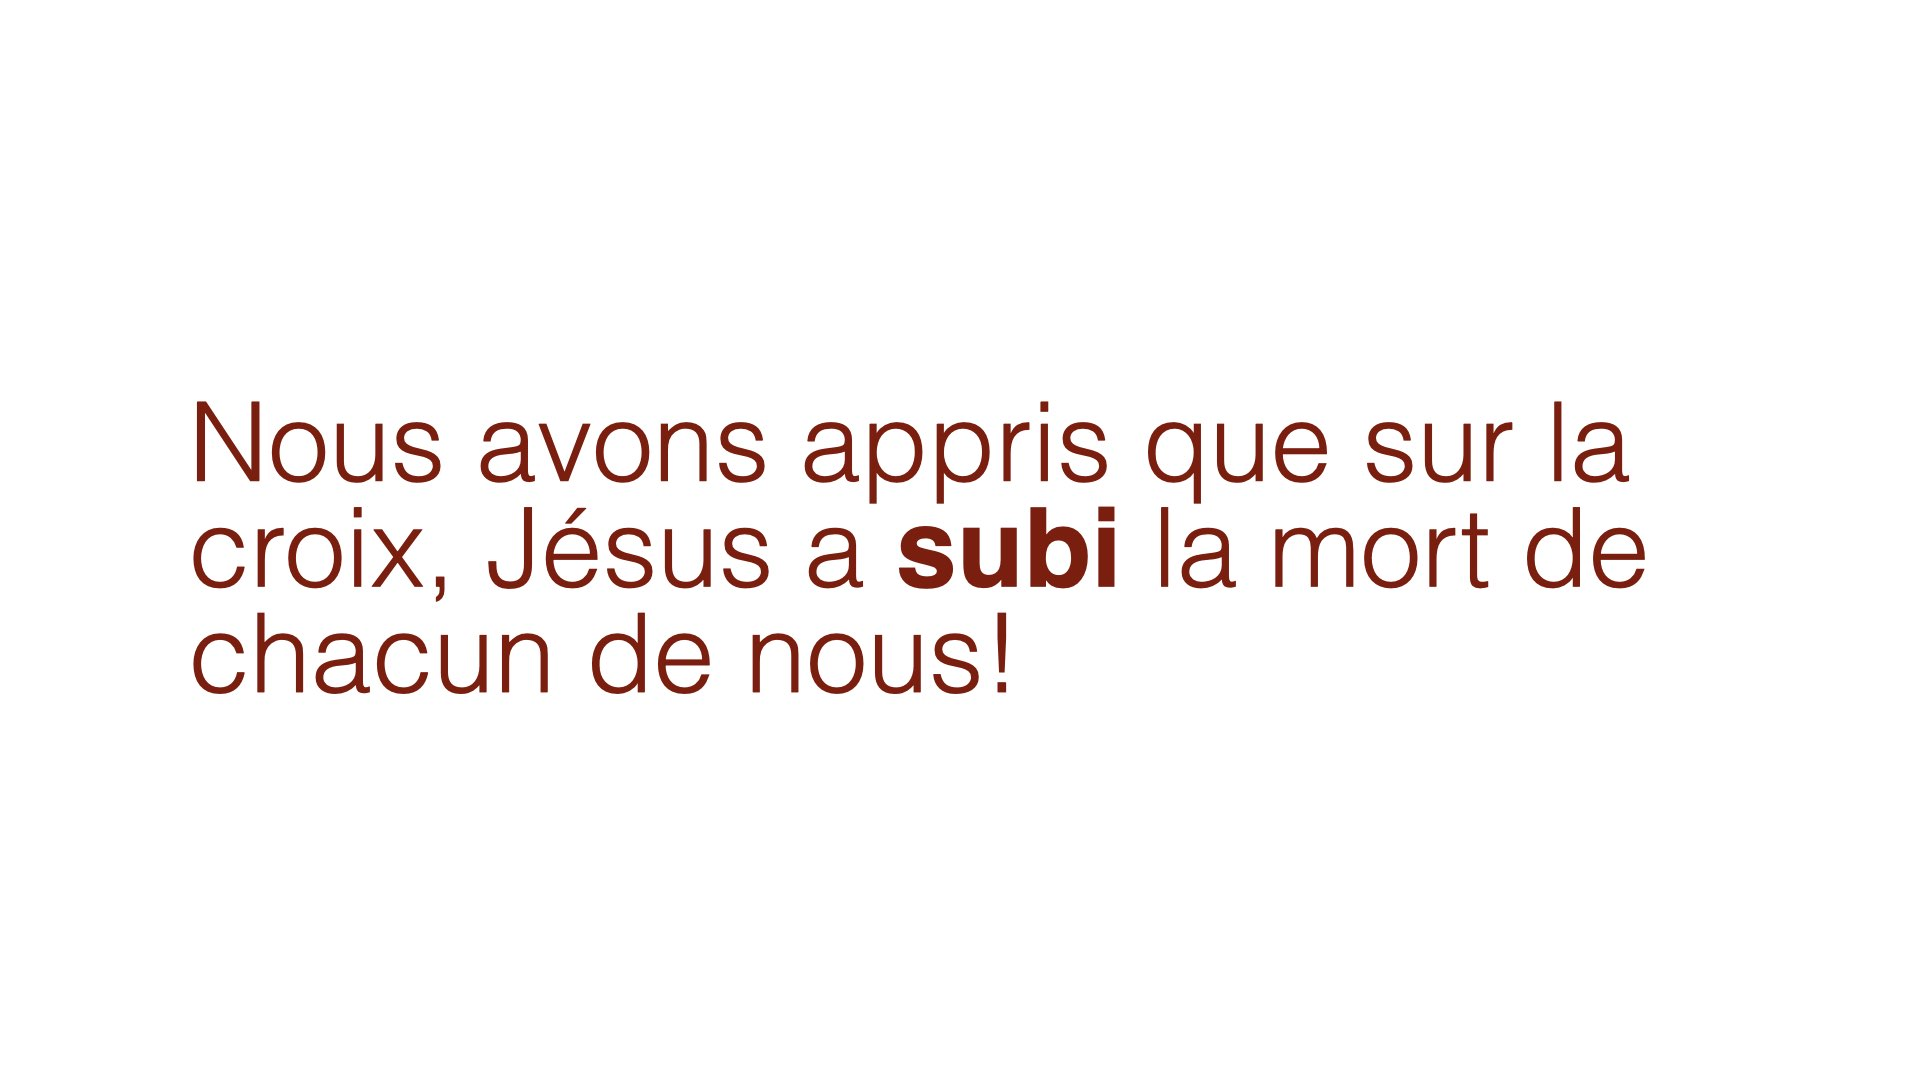 Nous avons appris que sur la
croix, Jésus a subi la mort de
chacun de nous!